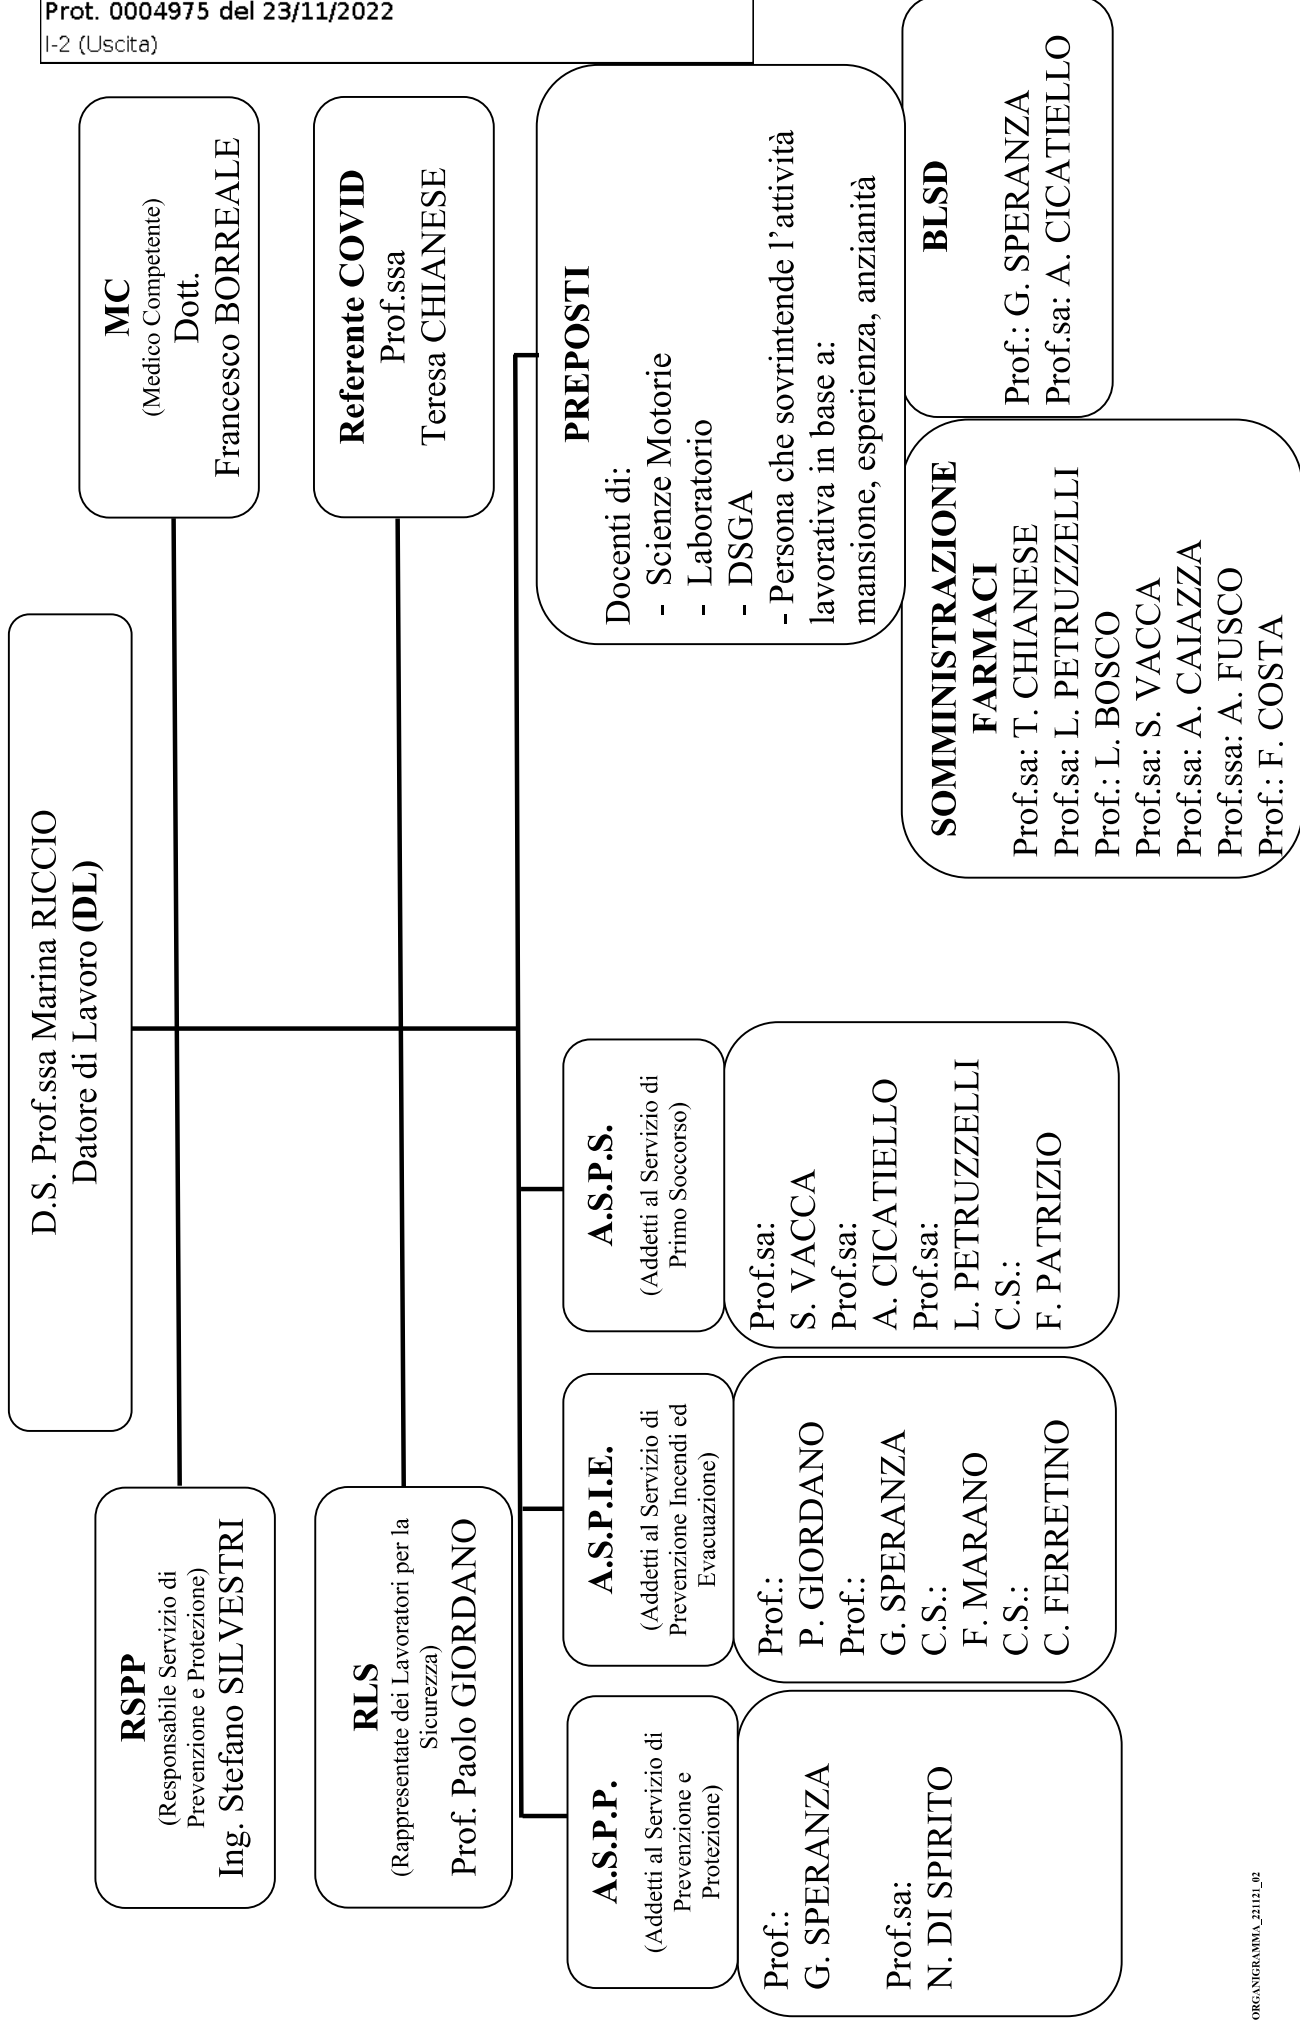 Prot. 0004975 del 23/11/2022
I-2 (Uscita)
D.S. Prof.ssa Marina RICCIO
Datore di Lavoro (DL)
RSPP
(Responsabile Servizio di
Prevenzione e Protezione)
Ing. Stefano SILVESTRI
MC
(Medico Competente)
Dott.
Francesco BORREALE
RLS
(Rappresentate dei Lavoratori per la
Sicurezza)
Prof. Paolo GIORDANO
Referente COVID
Prof.ssa
Teresa CHIANESE
A.S.P.P.
(Addetti al Servizio di
Prevenzione e
Protezione)
Prof.:
G. SPERANZA
Prof.sa:
N. DI SPIRITO
A.S.P.I.E.
(Addetti al Servizio di
Prevenzione Incendi ed
Evacuazione)
Prof.:
P. GIORDANO
Prof.:
G. SPERANZA
C.S.:
F. MARANO
C.S.:
C. FERRETINO
A.S.P.S.
(Addetti al Servizio di
Primo Soccorso)
Prof.sa:
S. VACCA
Prof.sa:
A. CICATIELLO
Prof.sa:
L. PETRUZZELLI
C.S.:
F. PATRIZIO
PREPOSTI
Docenti di:
- Scienze Motorie
- Laboratorio
- DSGA
- Persona che sovrintende l’attività
lavorativa in base a:
mansione, esperienza, anzianità
SOMMINISTRAZIONE
FARMACI
Prof.sa: T. CHIANESE
Prof.sa: L. PETRUZZELLI
Prof.: L. BOSCO
Prof.sa: S. VACCA
Prof.sa: A. CAIAZZA
Prof.ssa: A. FUSCO
Prof.: F. COSTA
BLSD
Prof.: G. SPERANZA
Prof.sa: A. CICATIELLO
ORGANIGRAMMA_221121_02